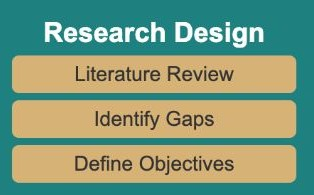 Research Design
Literature Review
Identify Gaps
Define Objectives